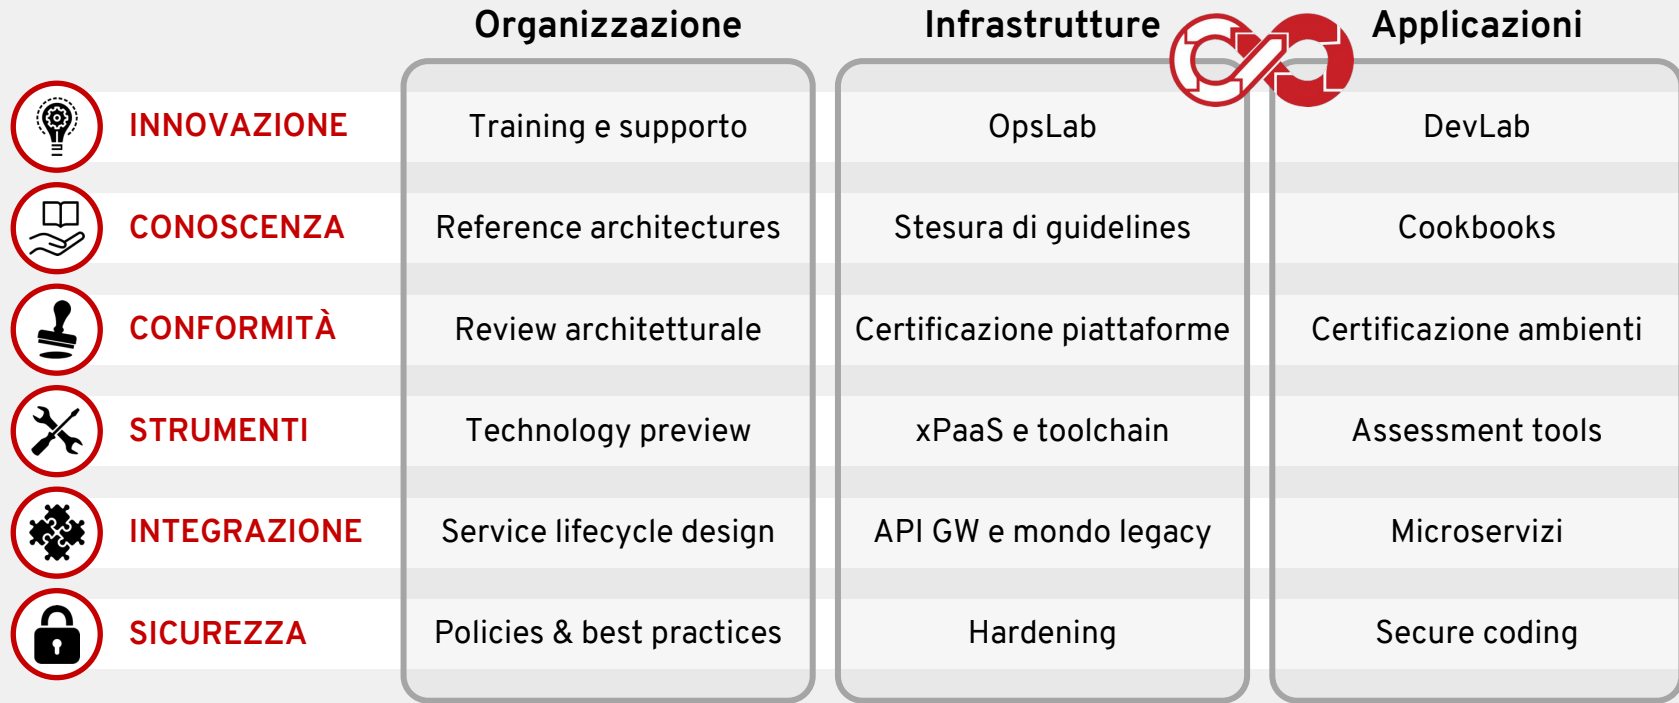 Organizzazione Infrastrutture Applicazioni
INNOVAZIONE Training e supporto OpsLab DevLab
CONOSCENZA Reference architectures Stesura di guidelines Cookbooks
CONFORMITÀ Review architetturale Certificazione piattaforme Certificazione ambienti
STRUMENTI Technology preview xPaaS e toolchain Assessment tools
INTEGRAZIONE Service lifecycle design API GW e mondo legacy Microservizi
SICUREZZA Policies & best practices Hardening Secure coding